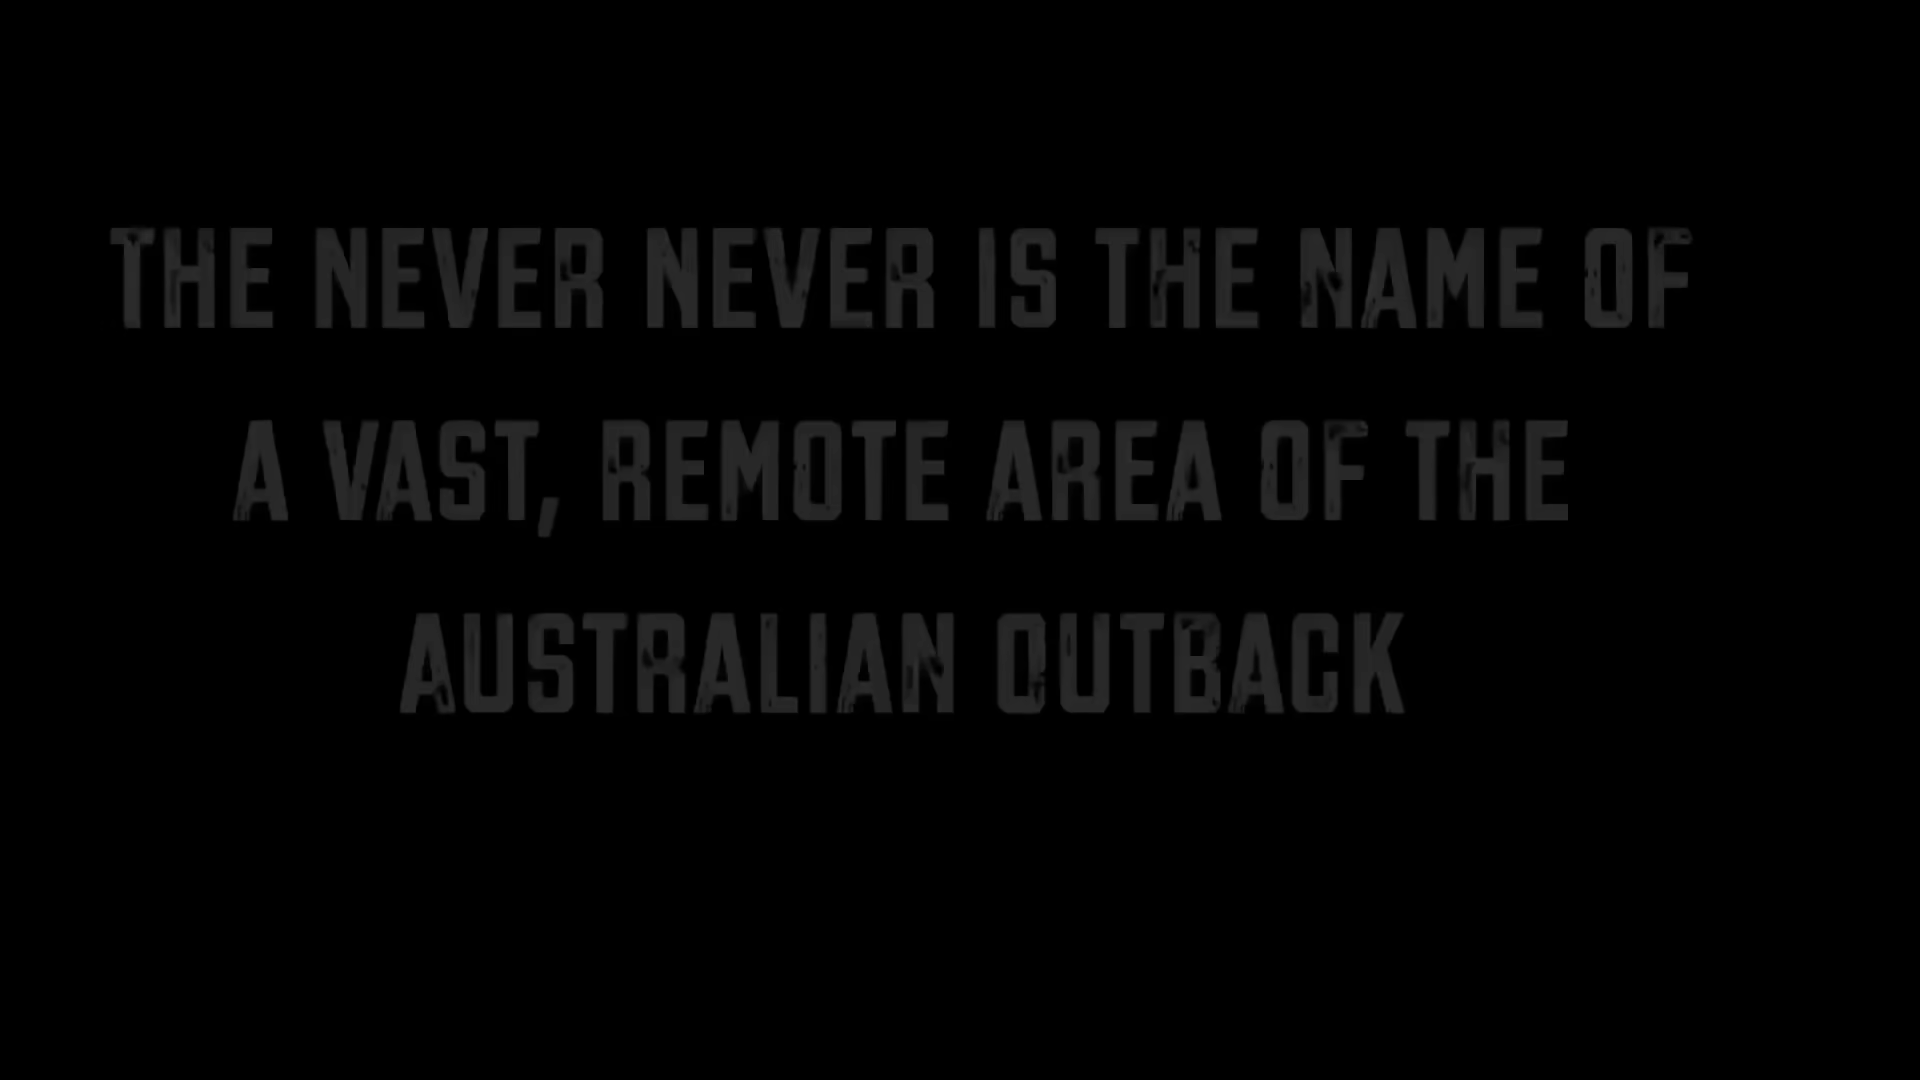 THE NEVER NEVER IS THE NAME OF
A VAST, REMOTE AREA OF THE
AUSTRALIAN OUTBACK